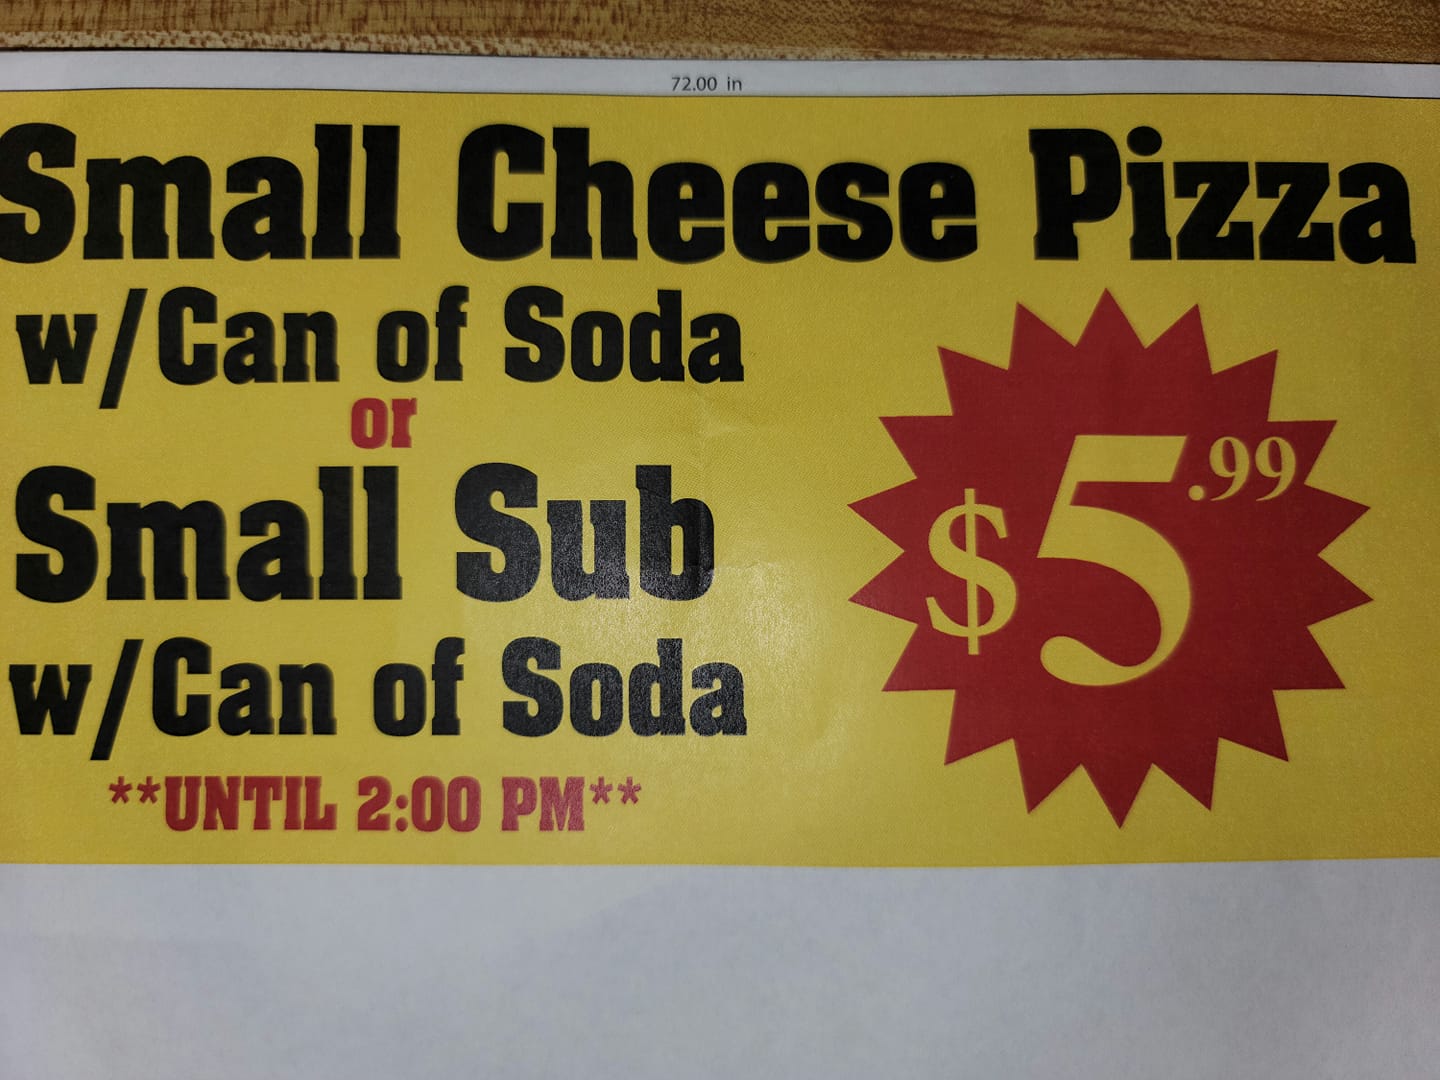 72.00 in
Small Cheese Pizza
w/Can of Soda
or
Small Sub
w/Can of Soda
**UNTIL 2:00 PM**
$5.99